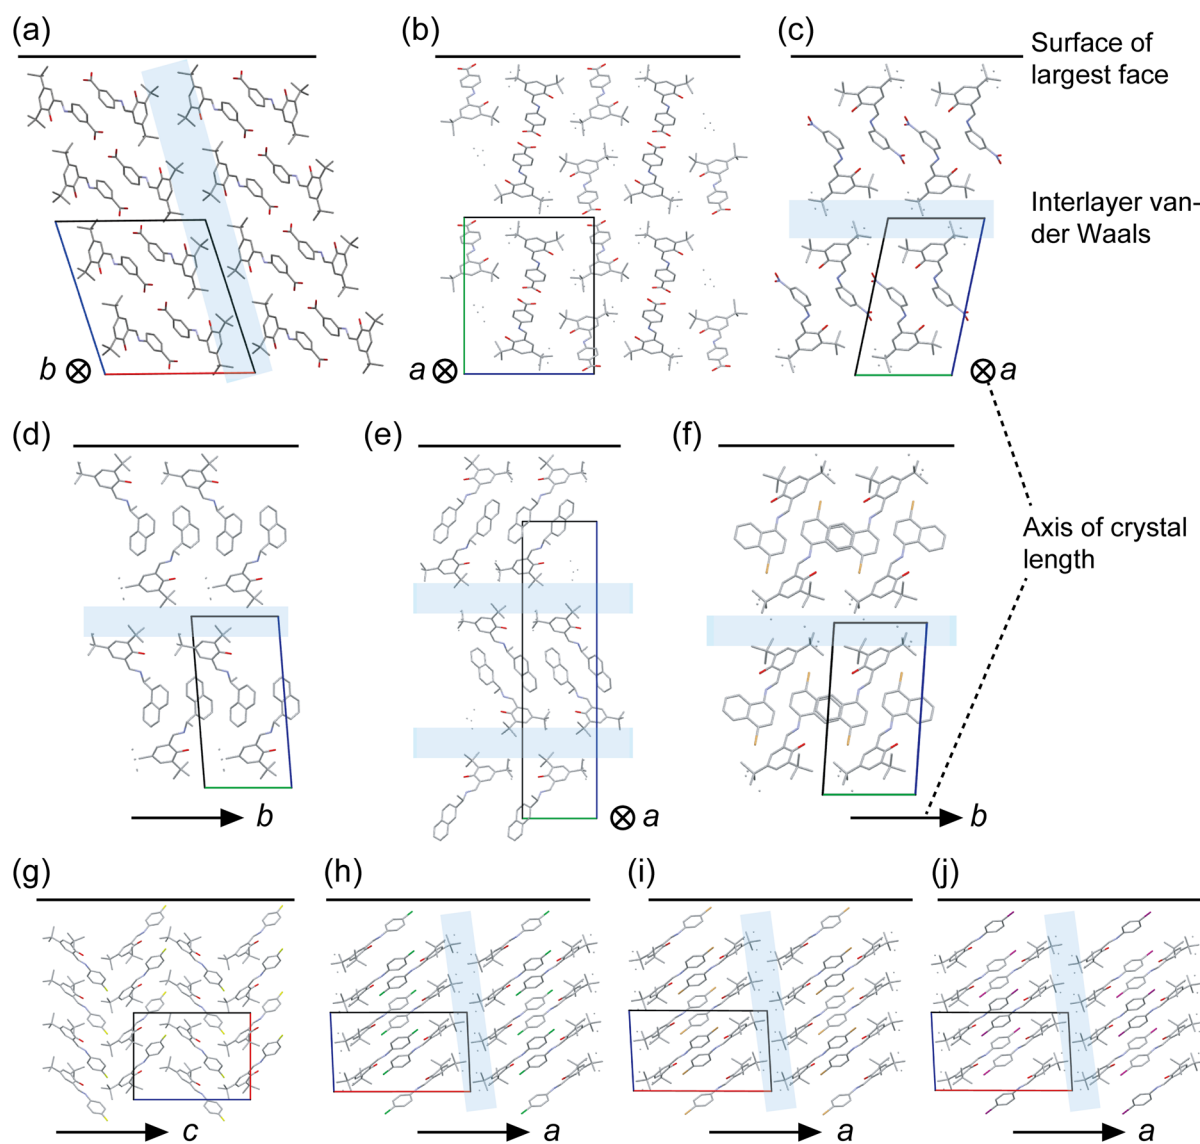 (a)
(b)
(c)
Surface of
largest face
Interlayer van-
der Waals
b
a
a
(d)
(e)
(f)
Axis of crystal
length
b
a
b
(g)
(h)
(i)
(j)
c
a
a
a